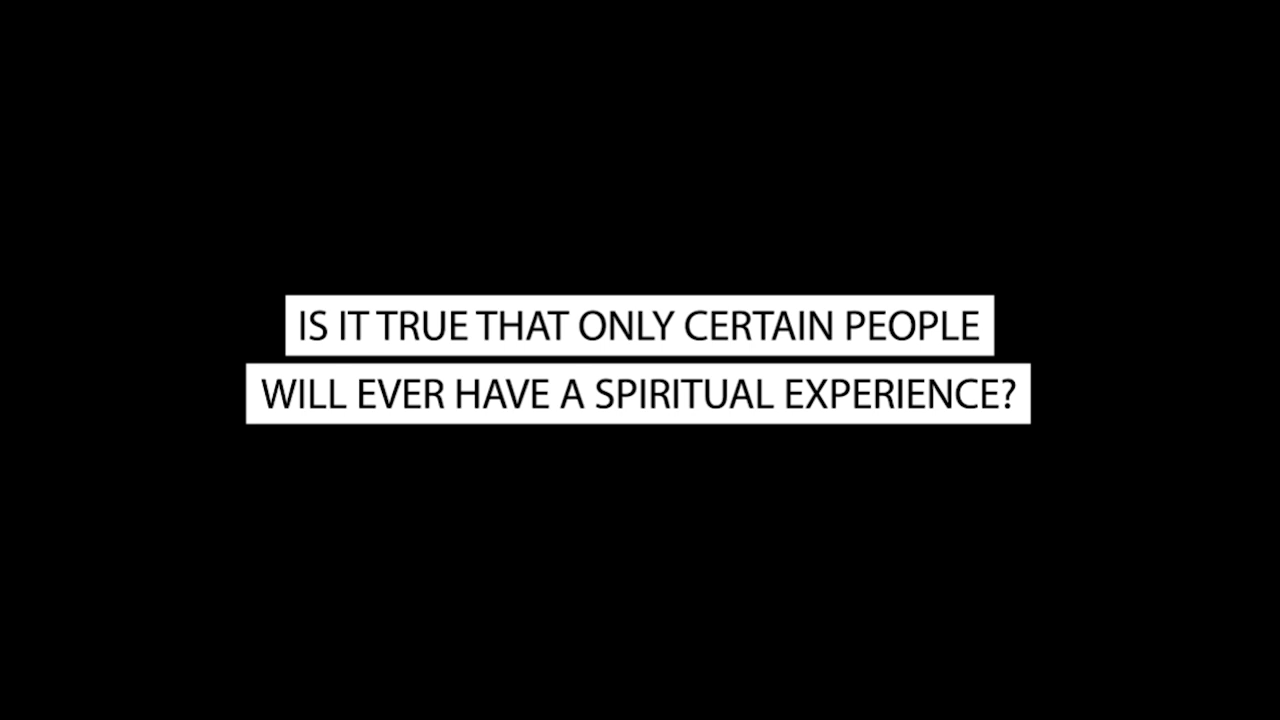 IS IT TRUE THAT ONLY CERTAIN PEOPLE
WILL EVER HAVE A SPIRITUAL EXPERIENCE?